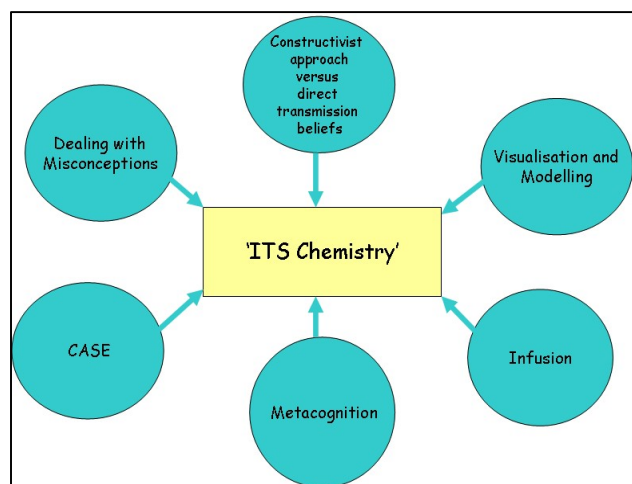 Constructivist
approach
versus
direct
transmission
beliefs
Dealing with
Misconceptions
Visualisation and
Modelling
'ITS Chemistry'
CASE
Metacognition
Infusion